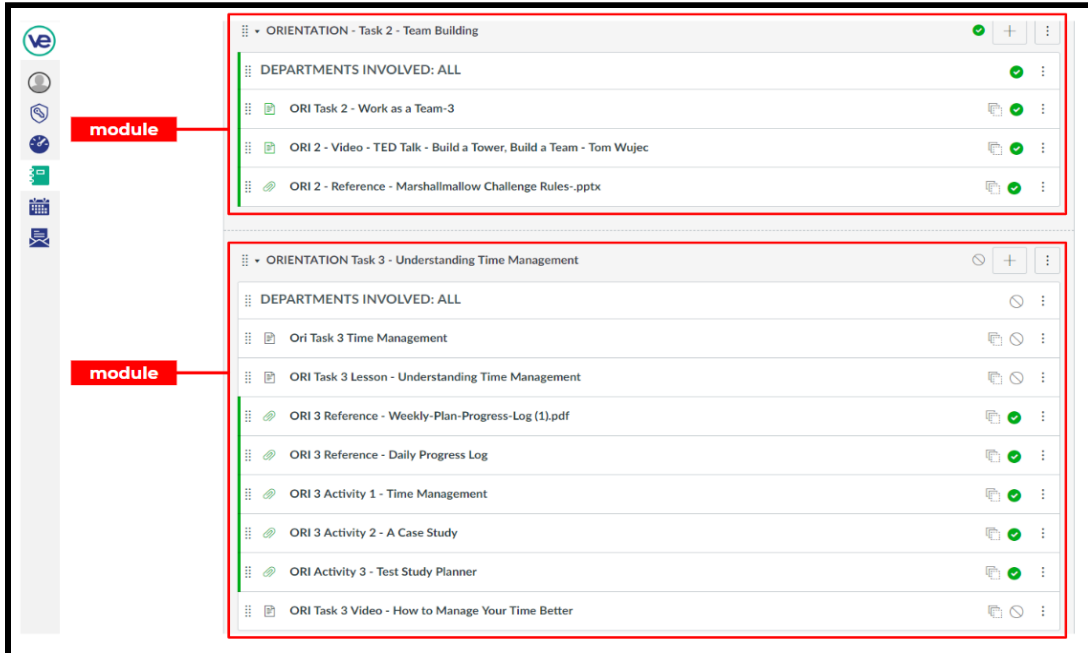 ve
ORIENTATION - Task 2 - Team Building
DEPARTMENTS INVOLVED: ALL
ORI Task 2 - Work as a Team-3
module
ORI 2 - Video - TED Talk - Build a Tower, Build a Team - Tom Wujec
ORI 2 - Reference - Marshallmallow Challenge Rules-.pptx
ORIENTATION Task 3 - Understanding Time Management
DEPARTMENTS INVOLVED: ALL
Ori Task 3 Time Management
module
ORI Task 3 Lesson - Understanding Time Management
ORI 3 Reference - Weekly-Plan-Progress-Log (1).pdf
ORI 3 Reference - Daily Progress Log
ORI 3 Activity 1 - Time Management
ORI 3 Activity 2 - A Case Study
ORI Activity 3 - Test Study Planner
ORI Task 3 Video - How to Manage Your Time Better